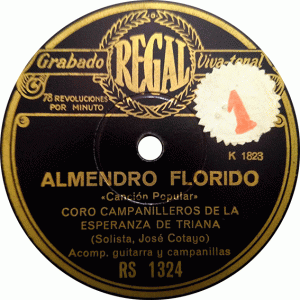 Grabado REGAL Viva-tonal
78 REVOLUCIONES
POR MINUTO
1
K 1823
ALMENDRO FLORIDO
«Canción Popular»
CORO CAMPANILLEROS DE LA
ESPERANZA DE TRIANA
(Solista, José Cotayo)
Acomp. guitarra y campanillas
RS 1324